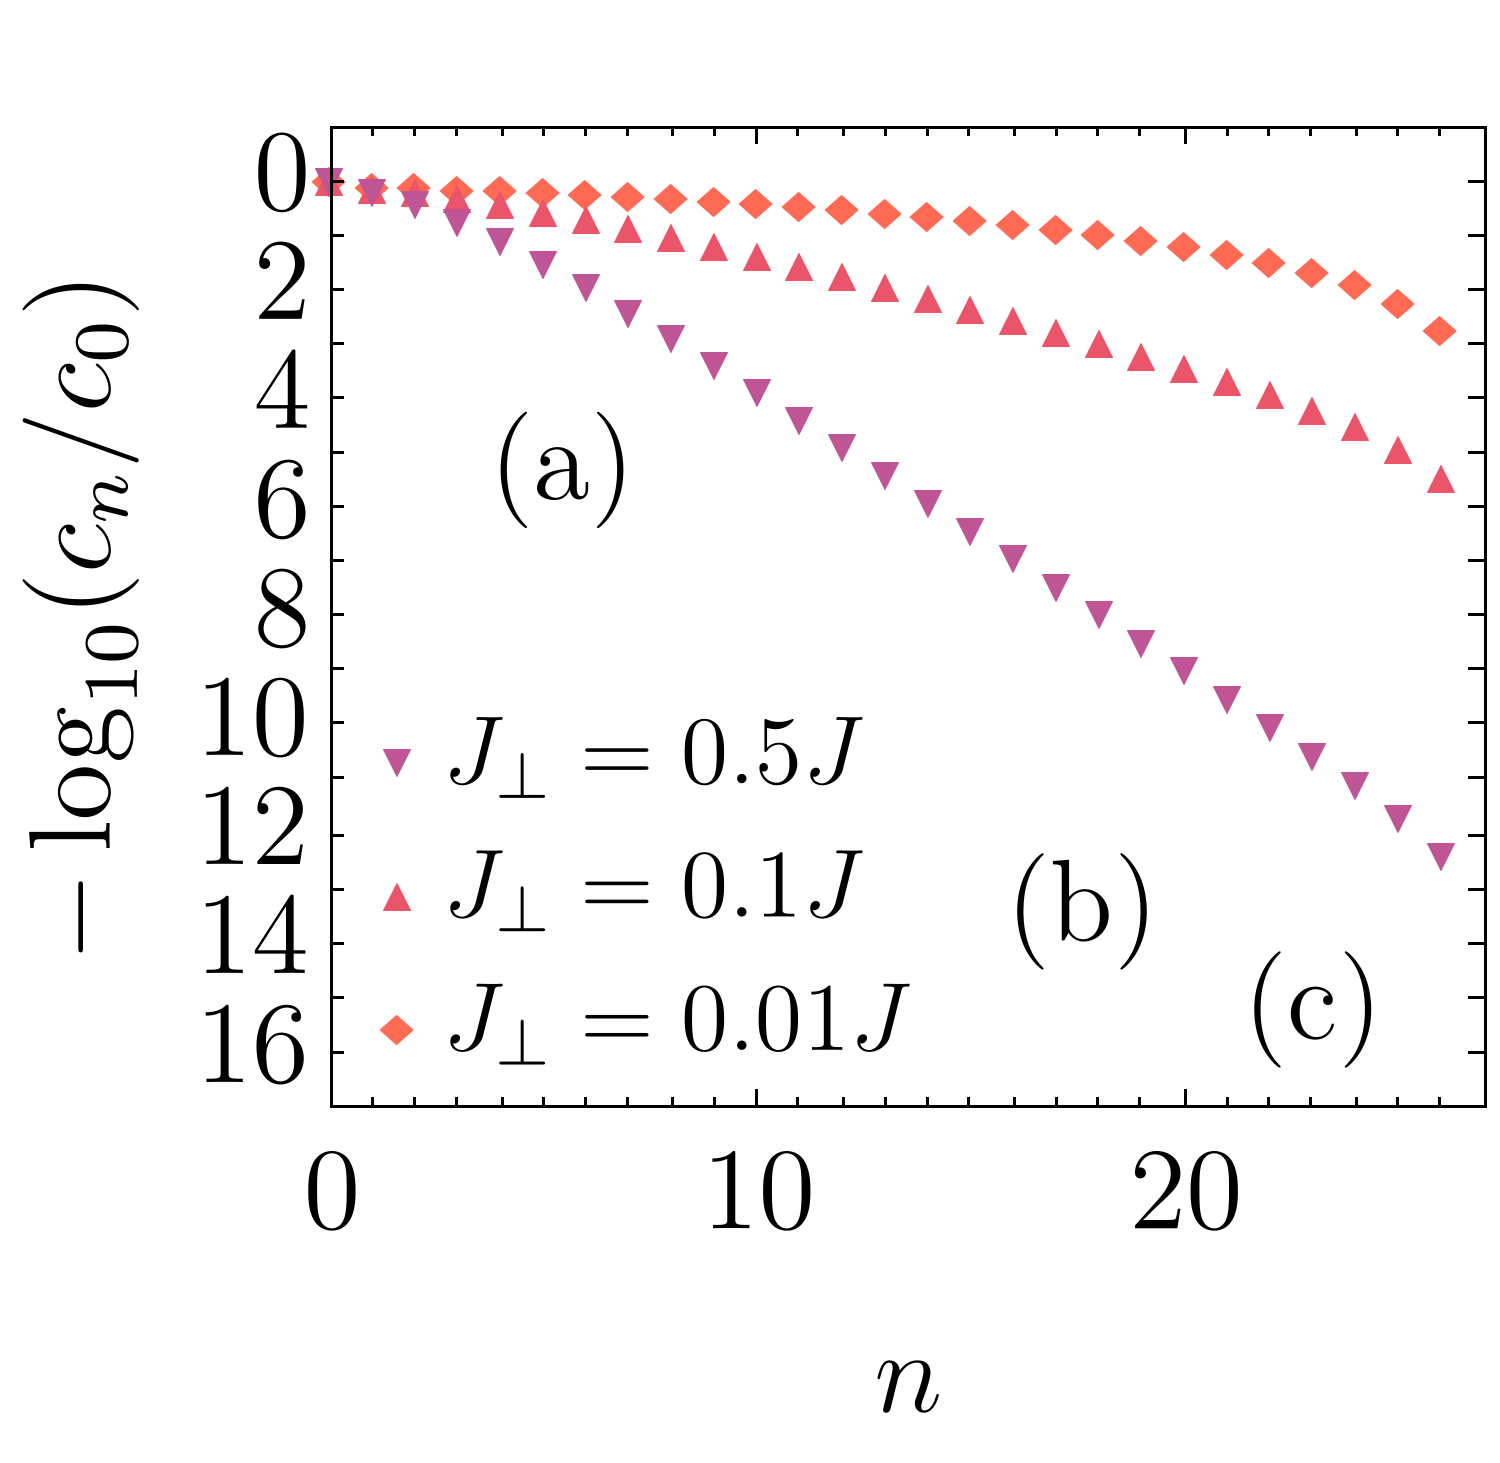 − log₁₀(cₙ/c₀)
0
2
4
6
8
10
12
14
16
(a)
J⊥ = 0.5J
J⊥ = 0.1J
J⊥ = 0.01J
(b)
(c)
0 10 20
n